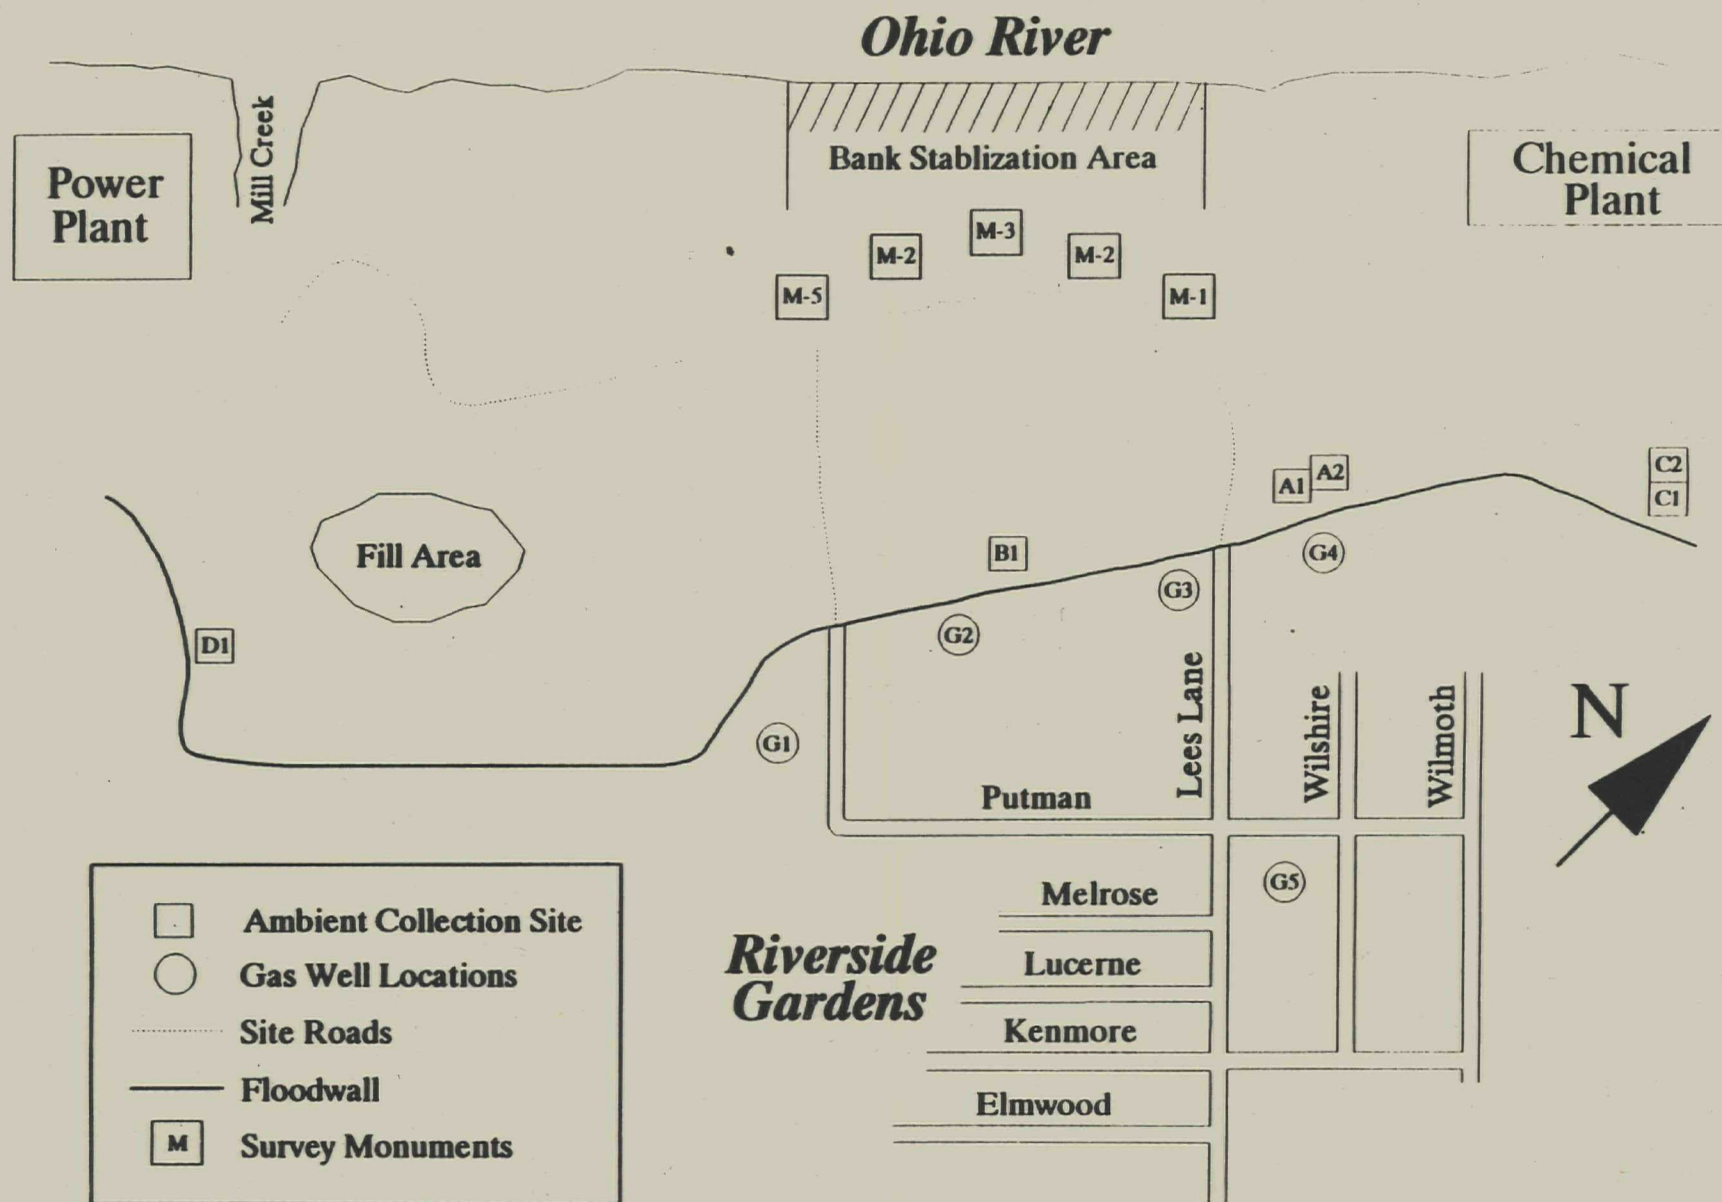 Ohio River
Mill Creek
Power
Plant
Bank Stablization Area
Chemical
Plant
M-5
M-2
M-3
M-2
M-1
Fill Area
D1
B1
A1
A2
C2
C1
G1
G2
G3
G4
Lees Lane
Wilshire
Wilmoth
N
Putman
G5
Melrose
Lucerne
Kenmore
Elmwood
Riverside
Gardens
Ambient Collection Site
Gas Well Locations
Site Roads
Floodwall
M Survey Monuments